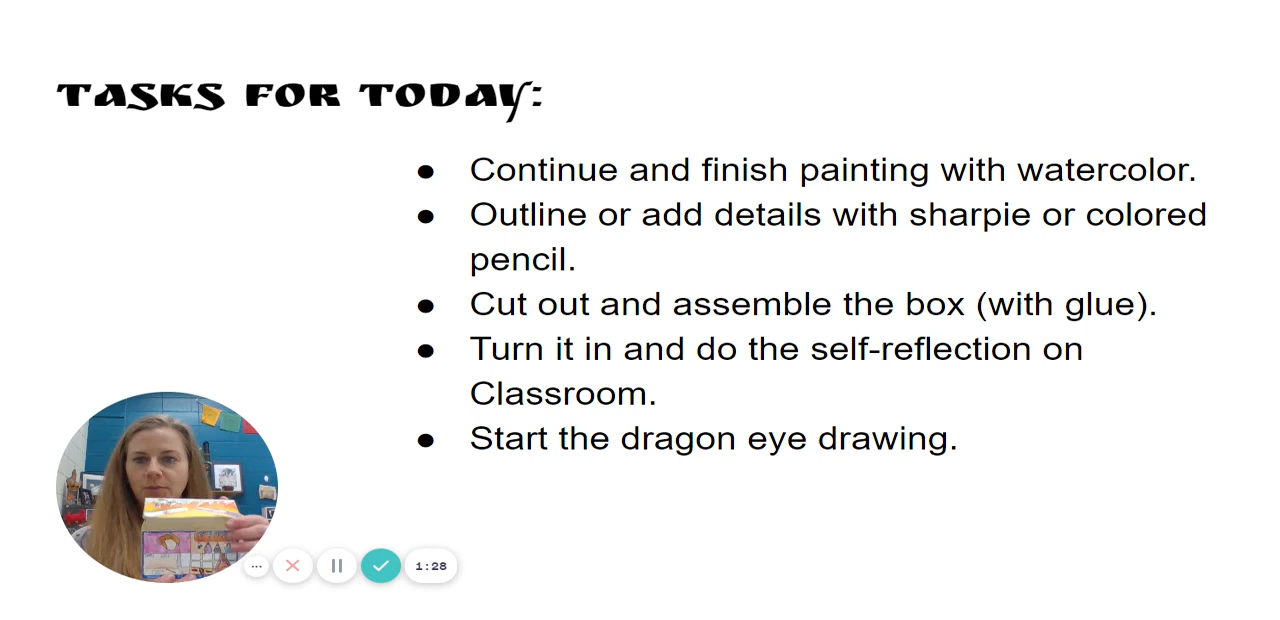 TASKS FOR TODAY:
● Continue and finish painting with watercolor.
● Outline or add details with sharpie or colored
pencil.
● Cut out and assemble the box (with glue).
● Turn it in and do the self-reflection on
Classroom.
● Start the dragon eye drawing.
1:28